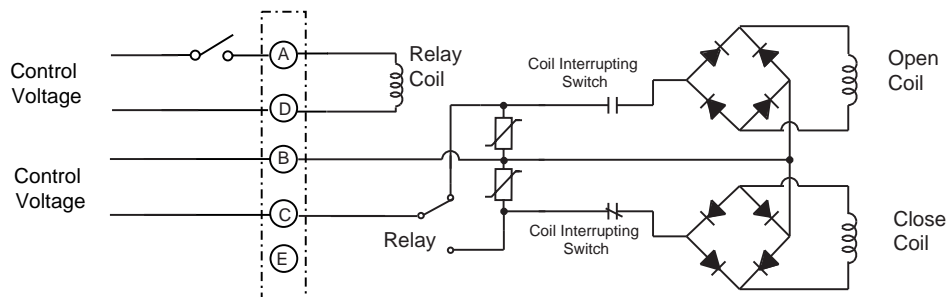 Control
Voltage
A
Relay
Coil
D
B
Control
Voltage
C
Relay
E
Coil Interrupting
Switch
Open
Coil
Coil Interrupting
Switch
Close
Coil